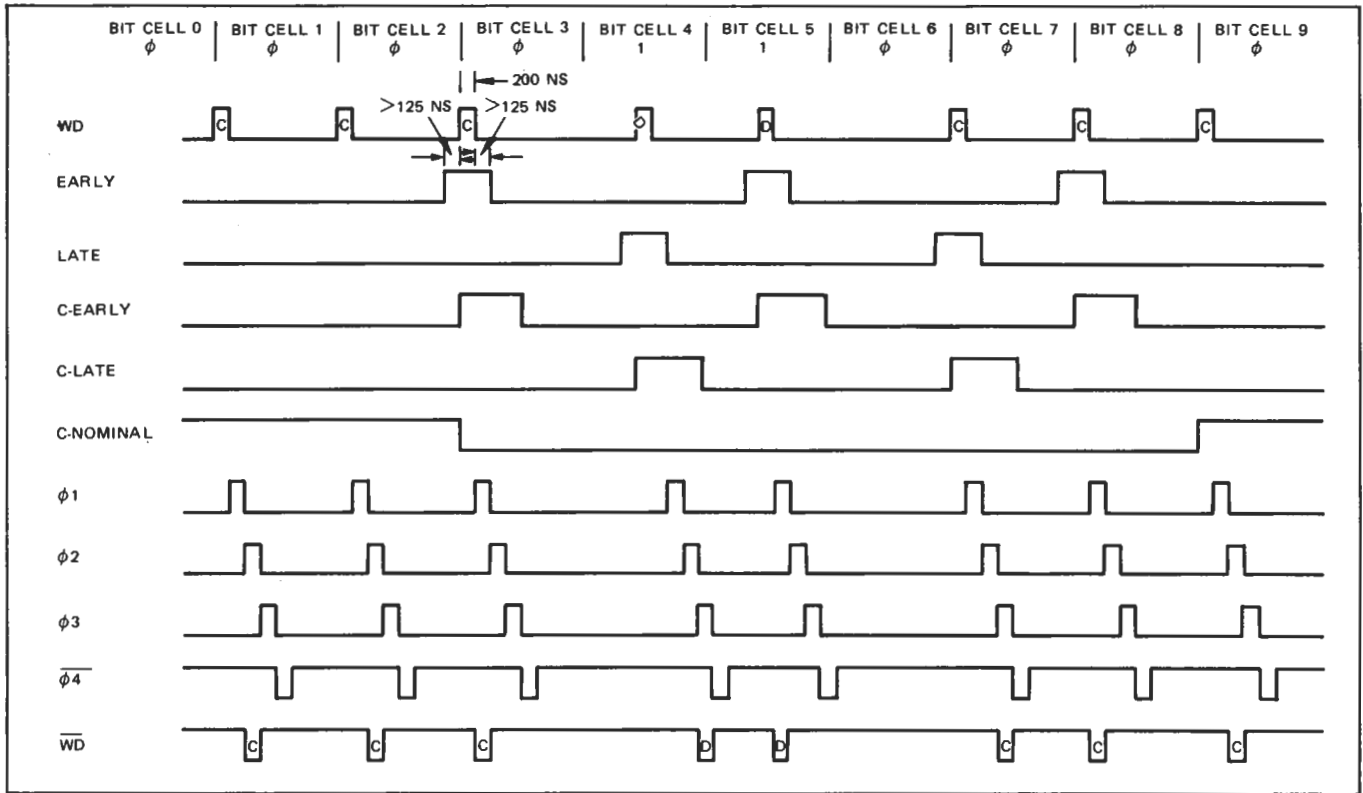 BIT CELL 0 BIT CELL 1 BIT CELL 2 BIT CELL 3 BIT CELL 4 BIT CELL 5 BIT CELL 6 BIT CELL 7 BIT CELL 8 BIT CELL 9
ϕ ϕ ϕ ϕ 1 1 ϕ ϕ ϕ ϕ
200 NS
>125 NS >125 NS
WD C C C D D C C C
EARLY
LATE
C-EARLY
C-LATE
C-NOMINAL
ϕ1
ϕ2
ϕ3
ϕ4
WD C C C D D C C C